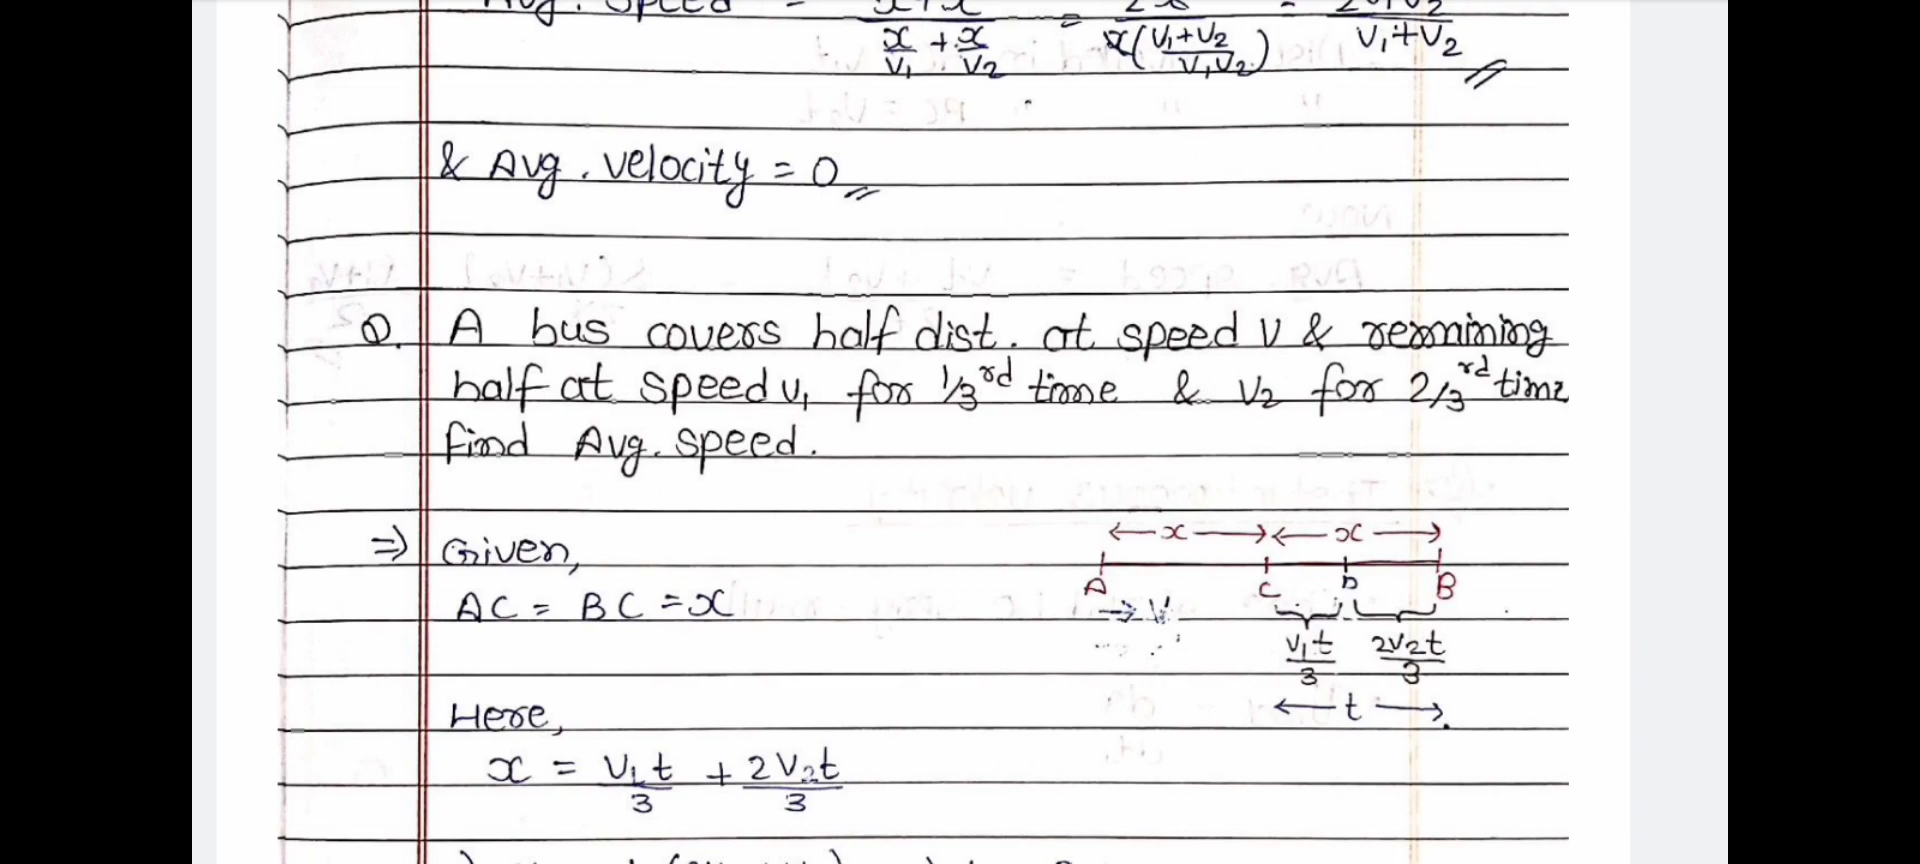 Avg. Speed = x+x / (x/V1 + x/V2) = 2x / x(V1+V2 / V1V2) = 2V1V2 / V1+V2
& Avg. velocity = 0
Q. A bus covers half dist. at speed V & remaining
half at speed V1 for 1/3rd time & V2 for 2/3rd time
find Avg. speed.
⇒ Given,
← x → ← x →
A C D B
AC = BC = x
→ V
V1t/3 2V2t/3
← t →
Here,
x = V1t/3 + 2V2t/3